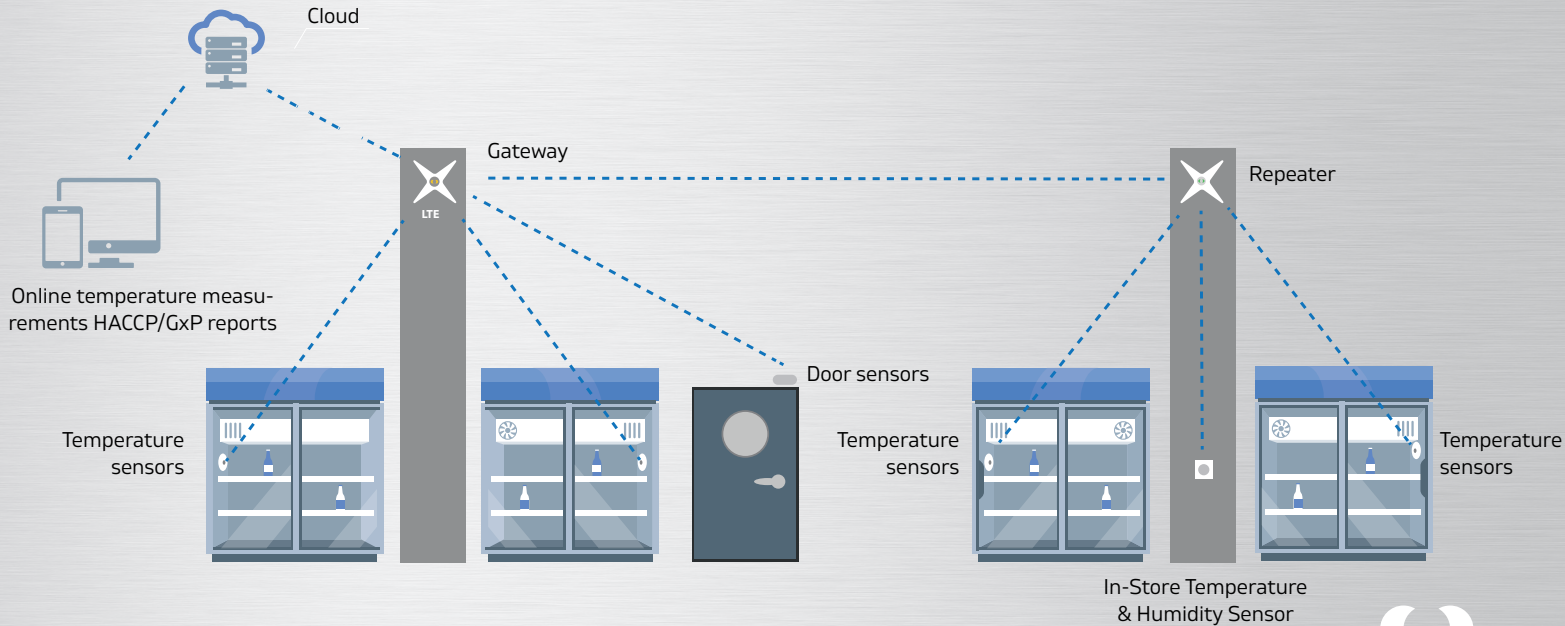 Cloud
Gateway
Repeater
LTE
Online temperature measu-
rements HACCP/GxP reports
Door sensors
Temperature
sensors
Temperature
sensors
Temperature
sensors
In-Store Temperature
& Humidity Sensor